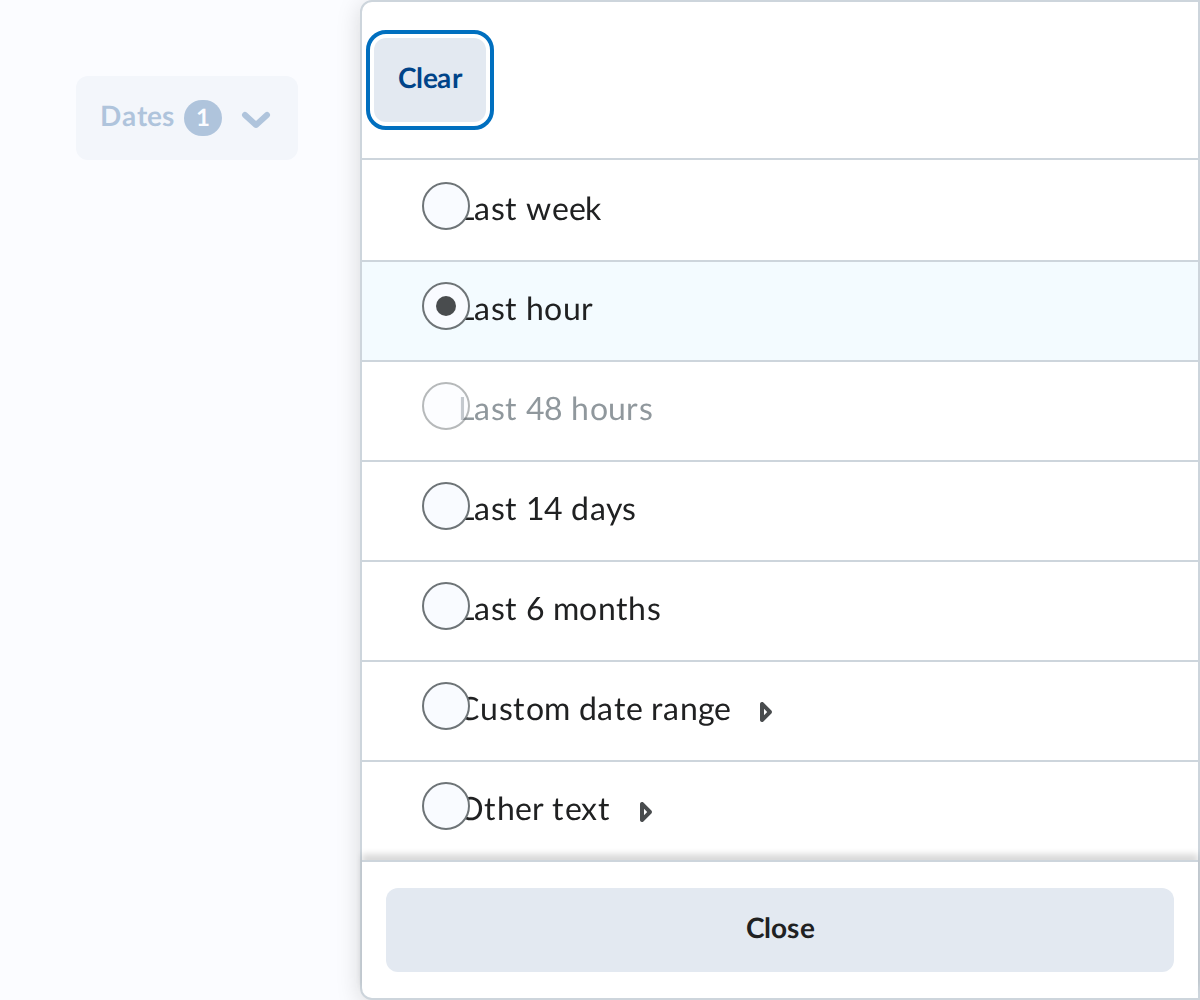 Clear
Dates 1
Last week
Last hour
Last 48 hours
Last 14 days
Last 6 months
Custom date range
Other text
Close